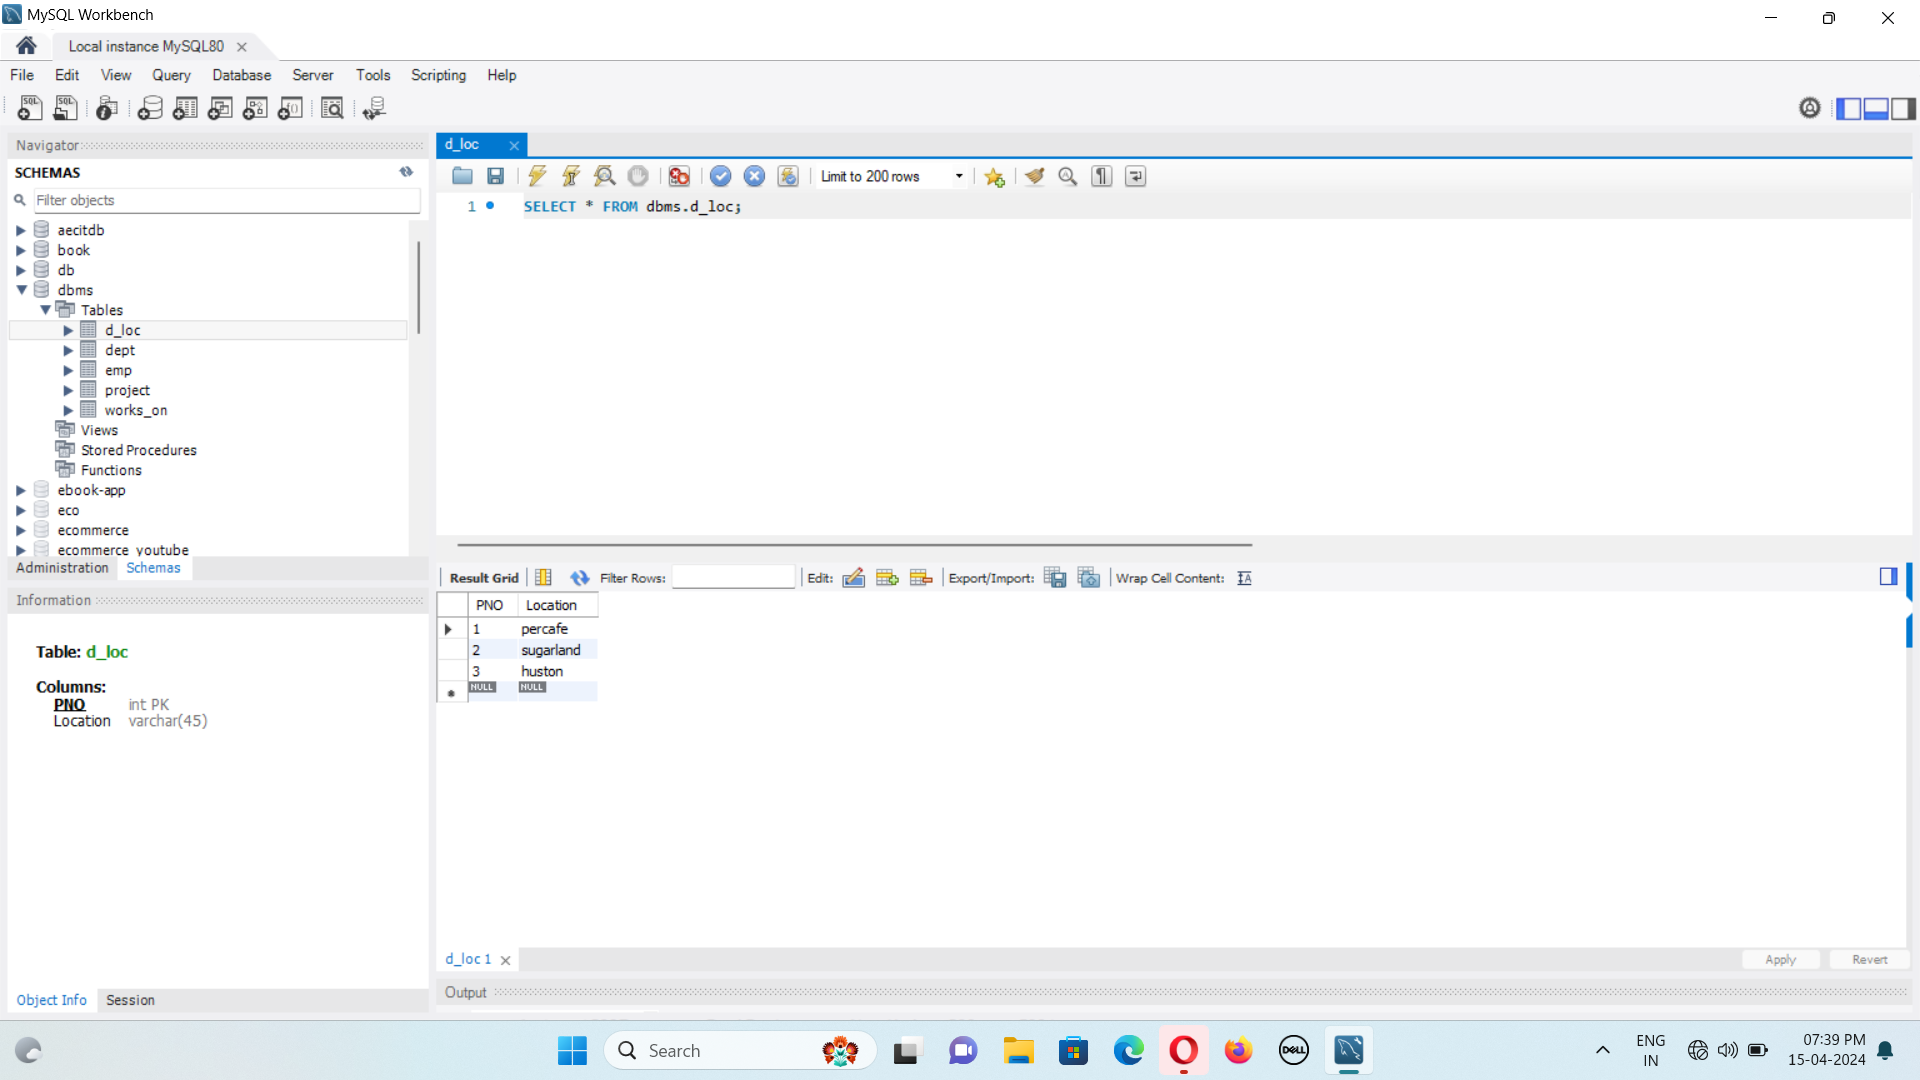 MySQL Workbench
Local instance MySQL80
File Edit View Query Database Server Tools Scripting Help
Navigator
SCHEMAS
Filter objects
aecitdb
book
db
dbms
Tables
d_loc
dept
emp
project
works_on
Views
Stored Procedures
Functions
ebook-app
eco
ecommerce
ecommerce_youtube
Administration Schemas
Information
Table: d_loc
Columns:
PNO int PK
Location varchar(45)
Object Info Session
d_loc
Limit to 200 rows
1 SELECT * FROM dbms.d_loc;
Result Grid Filter Rows: Edit: Export/Import: Wrap Cell Content:
PNO Location
1 percafe
2 sugarland
3 huston
NULL NULL
d_loc 1
Apply Revert
Output
Search
DELL
ENG
IN
07:39 PM
15-04-2024